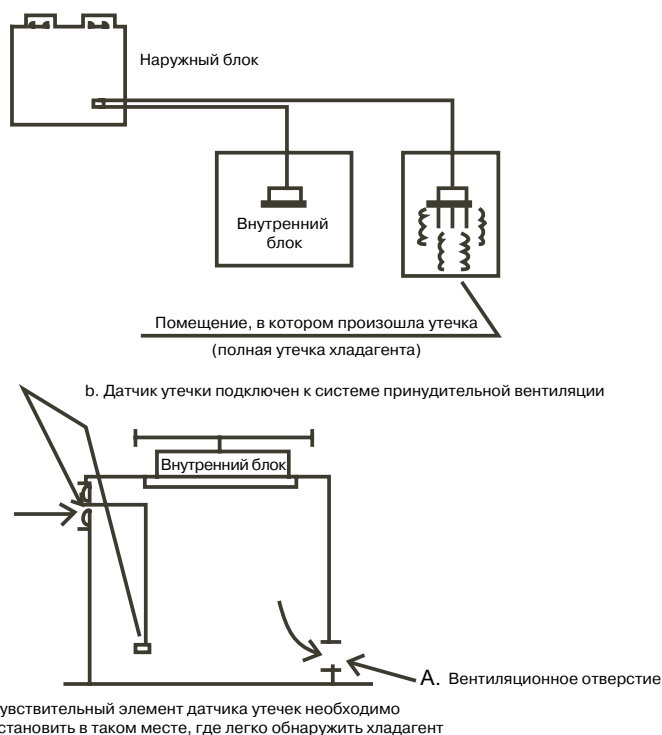 Наружный блок
Внутренний
блок
Помещение, в котором произошла утечка
(полная утечка хладагента)
b. Датчик утечки подключен к системе принудительной вентиляции
Внутренний блок
A. Вентиляционное отверстие
увствительный элемент датчика утечек необходимо
становить в таком месте, где легко обнаружить хладагент